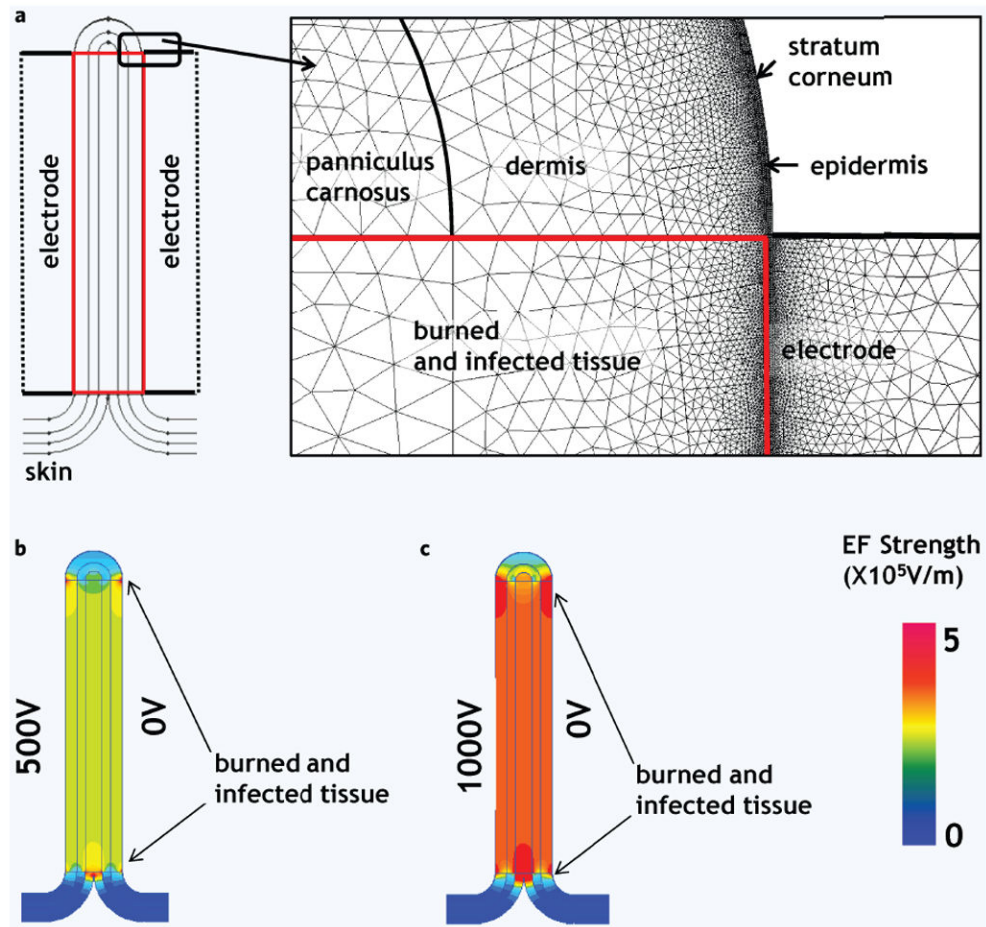 a
electrode
electrode
skin
panniculus
carnosus
dermis
stratum
corneum
epidermis
burned
and infected tissue
electrode
b
500V
0V
burned and
infected tissue
c
1000V
0V
burned and
infected tissue
EF Strength
(X10⁵V/m)
5
0